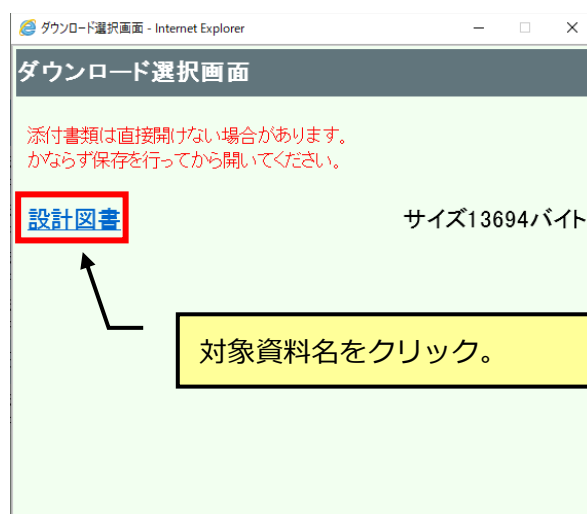 ダウンロード選択画面 - Internet Explorer
ダウンロード選択画面
添付書類は直接開けない場合があります。
かならず保存を行ってから開いてください。
設計図書 サイズ13694バイト
対象資料名をクリック。